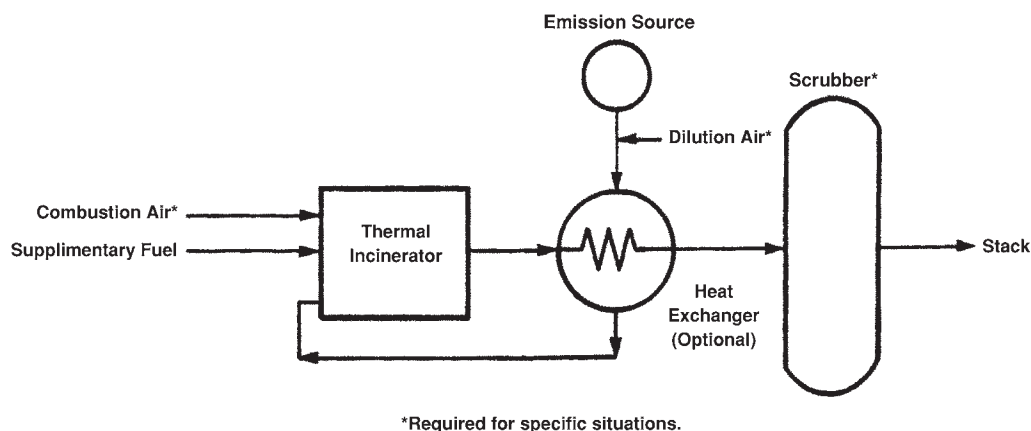 Emission Source
Scrubber*
Dilution Air*
Combustion Air*
Supplimentary Fuel
Thermal
Incinerator
Stack
Heat
Exchanger
(Optional)
*Required for specific situations.